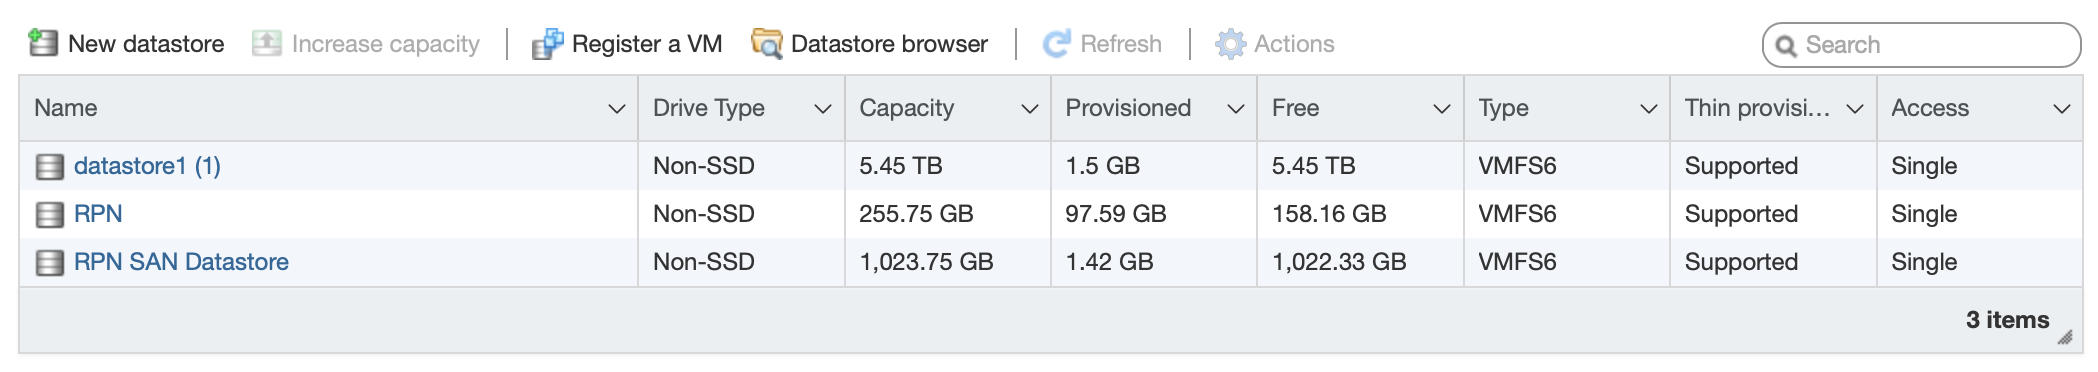 New datastore Increase capacity Register a VM Datastore browser Refresh Actions Search
Name Drive Type Capacity Provisioned Free Type Thin provisi... Access
datastore1 (1) Non-SSD 5.45 TB 1.5 GB 5.45 TB VMFS6 Supported Single
RPN Non-SSD 255.75 GB 97.59 GB 158.16 GB VMFS6 Supported Single
RPN SAN Datastore Non-SSD 1,023.75 GB 1.42 GB 1,022.33 GB VMFS6 Supported Single
3 items